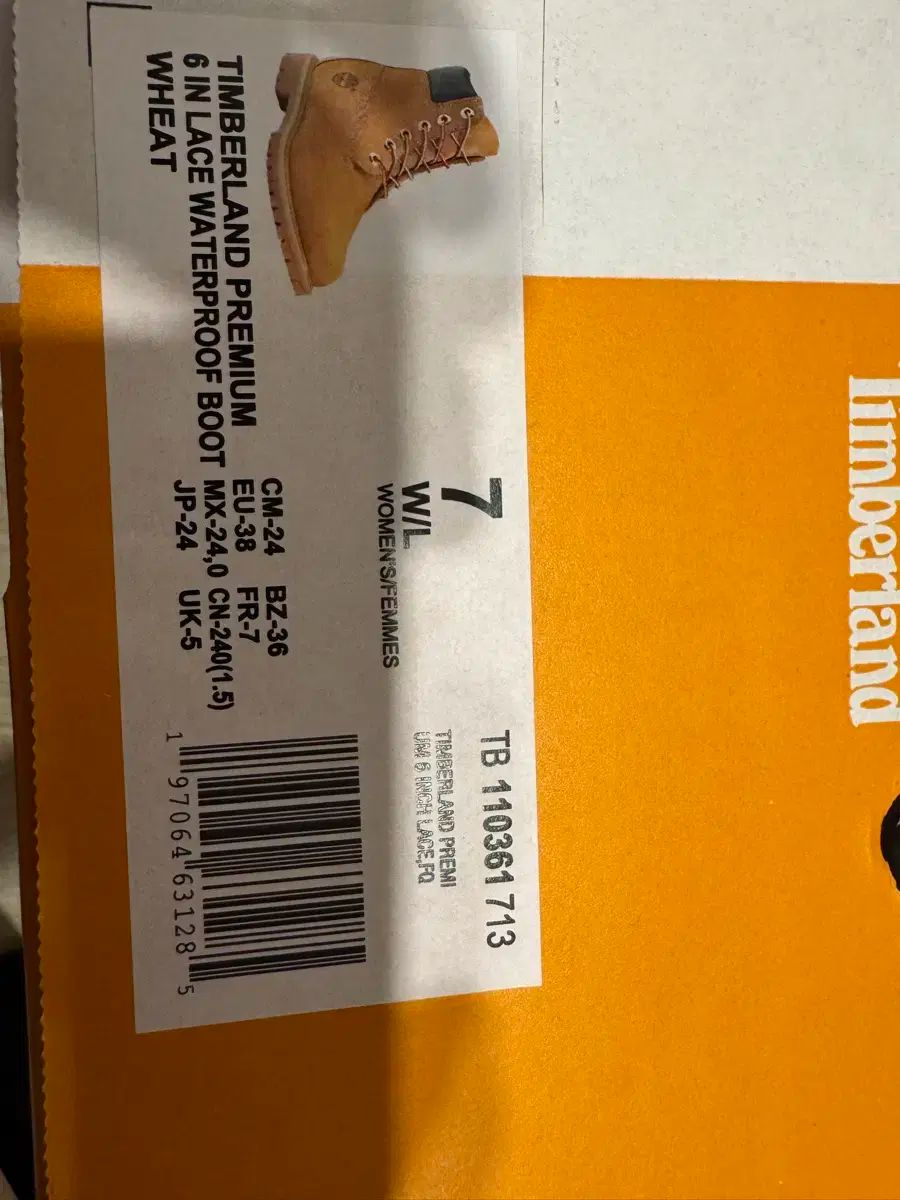 Timberland
7
W/L
WOMEN'S/FEMMES
TB 110361 713
TIMBERLAND PREMI
UM 6 INCH LACE,FQ
TIMBERLAND PREMIUM
6 IN LACE WATERPROOF BOOT
WHEAT
CM-24 BZ-36
EU-38 FR-7
MX-24,0 CN-240(1.5)
JP-24 UK-5
1 97064 63128 5